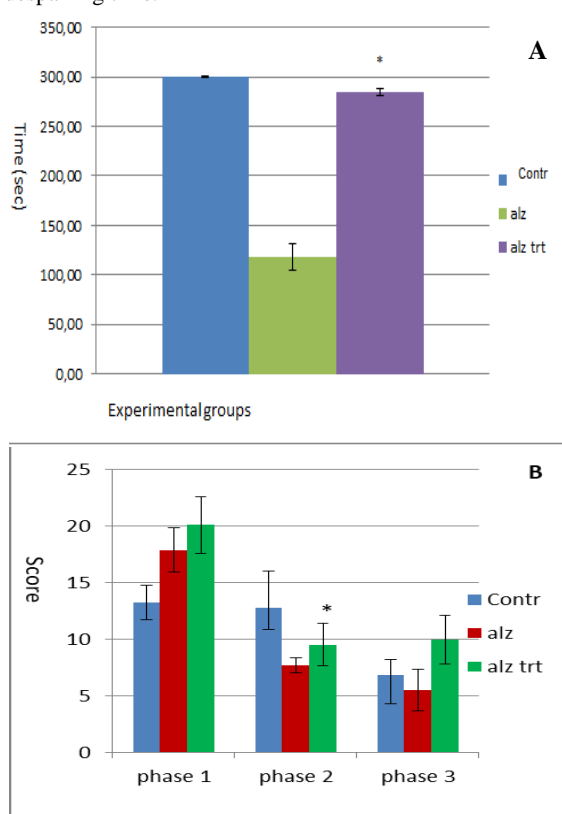 350,00
A
*
300,00
250,00
Time (sec)
200,00
Contr
alz
alz trt
150,00
100,00
50,00
0,00
Experimental groups
25
B
20
Score
15
*
Contr
alz
alz trt
10
5
0
phase 1 phase 2 phase 3